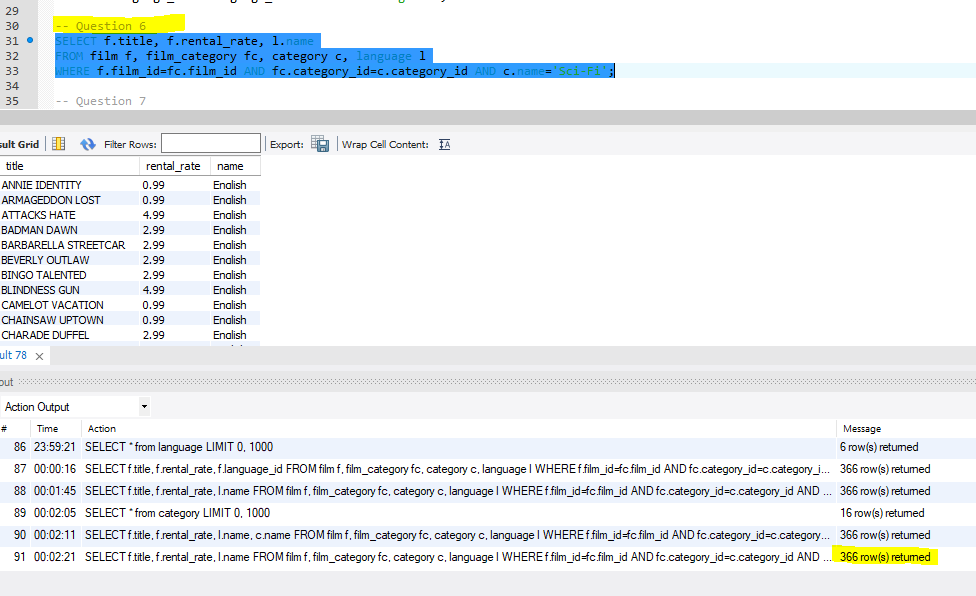 29
30 -- Question 6
31 SELECT f.title, f.rental_rate, l.name
32 FROM film f, film_category fc, category c, language l
33 WHERE f.film_id=fc.film_id AND fc.category_id=c.category_id AND c.name='Sci-Fi';
34
35 -- Question 7
sult Grid Filter Rows: Export: Wrap Cell Content: IA
title rental_rate name
ANNIE IDENTITY 0.99 English
ARMAGEDDON LOST 0.99 English
ATTACKS HATE 4.99 English
BADMAN DAWN 2.99 English
BARBARELLA STREETCAR 2.99 English
BEVERLY OUTLAW 2.99 English
BINGO TALENTED 2.99 English
BLINDNESS GUN 4.99 English
CAMELOT VACATION 0.99 English
CHAINSAW UPTOWN 0.99 English
CHARADE DUFFEL 2.99 English
ult 78 ×
out
Action Output
# Time Action Message
86 23:59:21 SELECT * from language LIMIT 0, 1000 6 row(s) returned
87 00:00:16 SELECT f.title, f.rental_rate, f.language_id FROM film f, film_category fc, category c, language l WHERE f.film_id=fc.film_id AND fc.category_id=c.category_i... 366 row(s) returned
88 00:01:45 SELECT f.title, f.rental_rate, l.name FROM film f, film_category fc, category c, language l WHERE f.film_id=fc.film_id AND fc.category_id=c.category_id AND ... 366 row(s) returned
89 00:02:05 SELECT * from category LIMIT 0, 1000 16 row(s) returned
90 00:02:11 SELECT f.title, f.rental_rate, l.name, c.name FROM film f, film_category fc, category c, language l WHERE f.film_id=fc.film_id AND fc.category_id=c.category... 366 row(s) returned
91 00:02:21 SELECT f.title, f.rental_rate, l.name FROM film f, film_category fc, category c, language l WHERE f.film_id=fc.film_id AND fc.category_id=c.category_id AND ... 366 row(s) returned